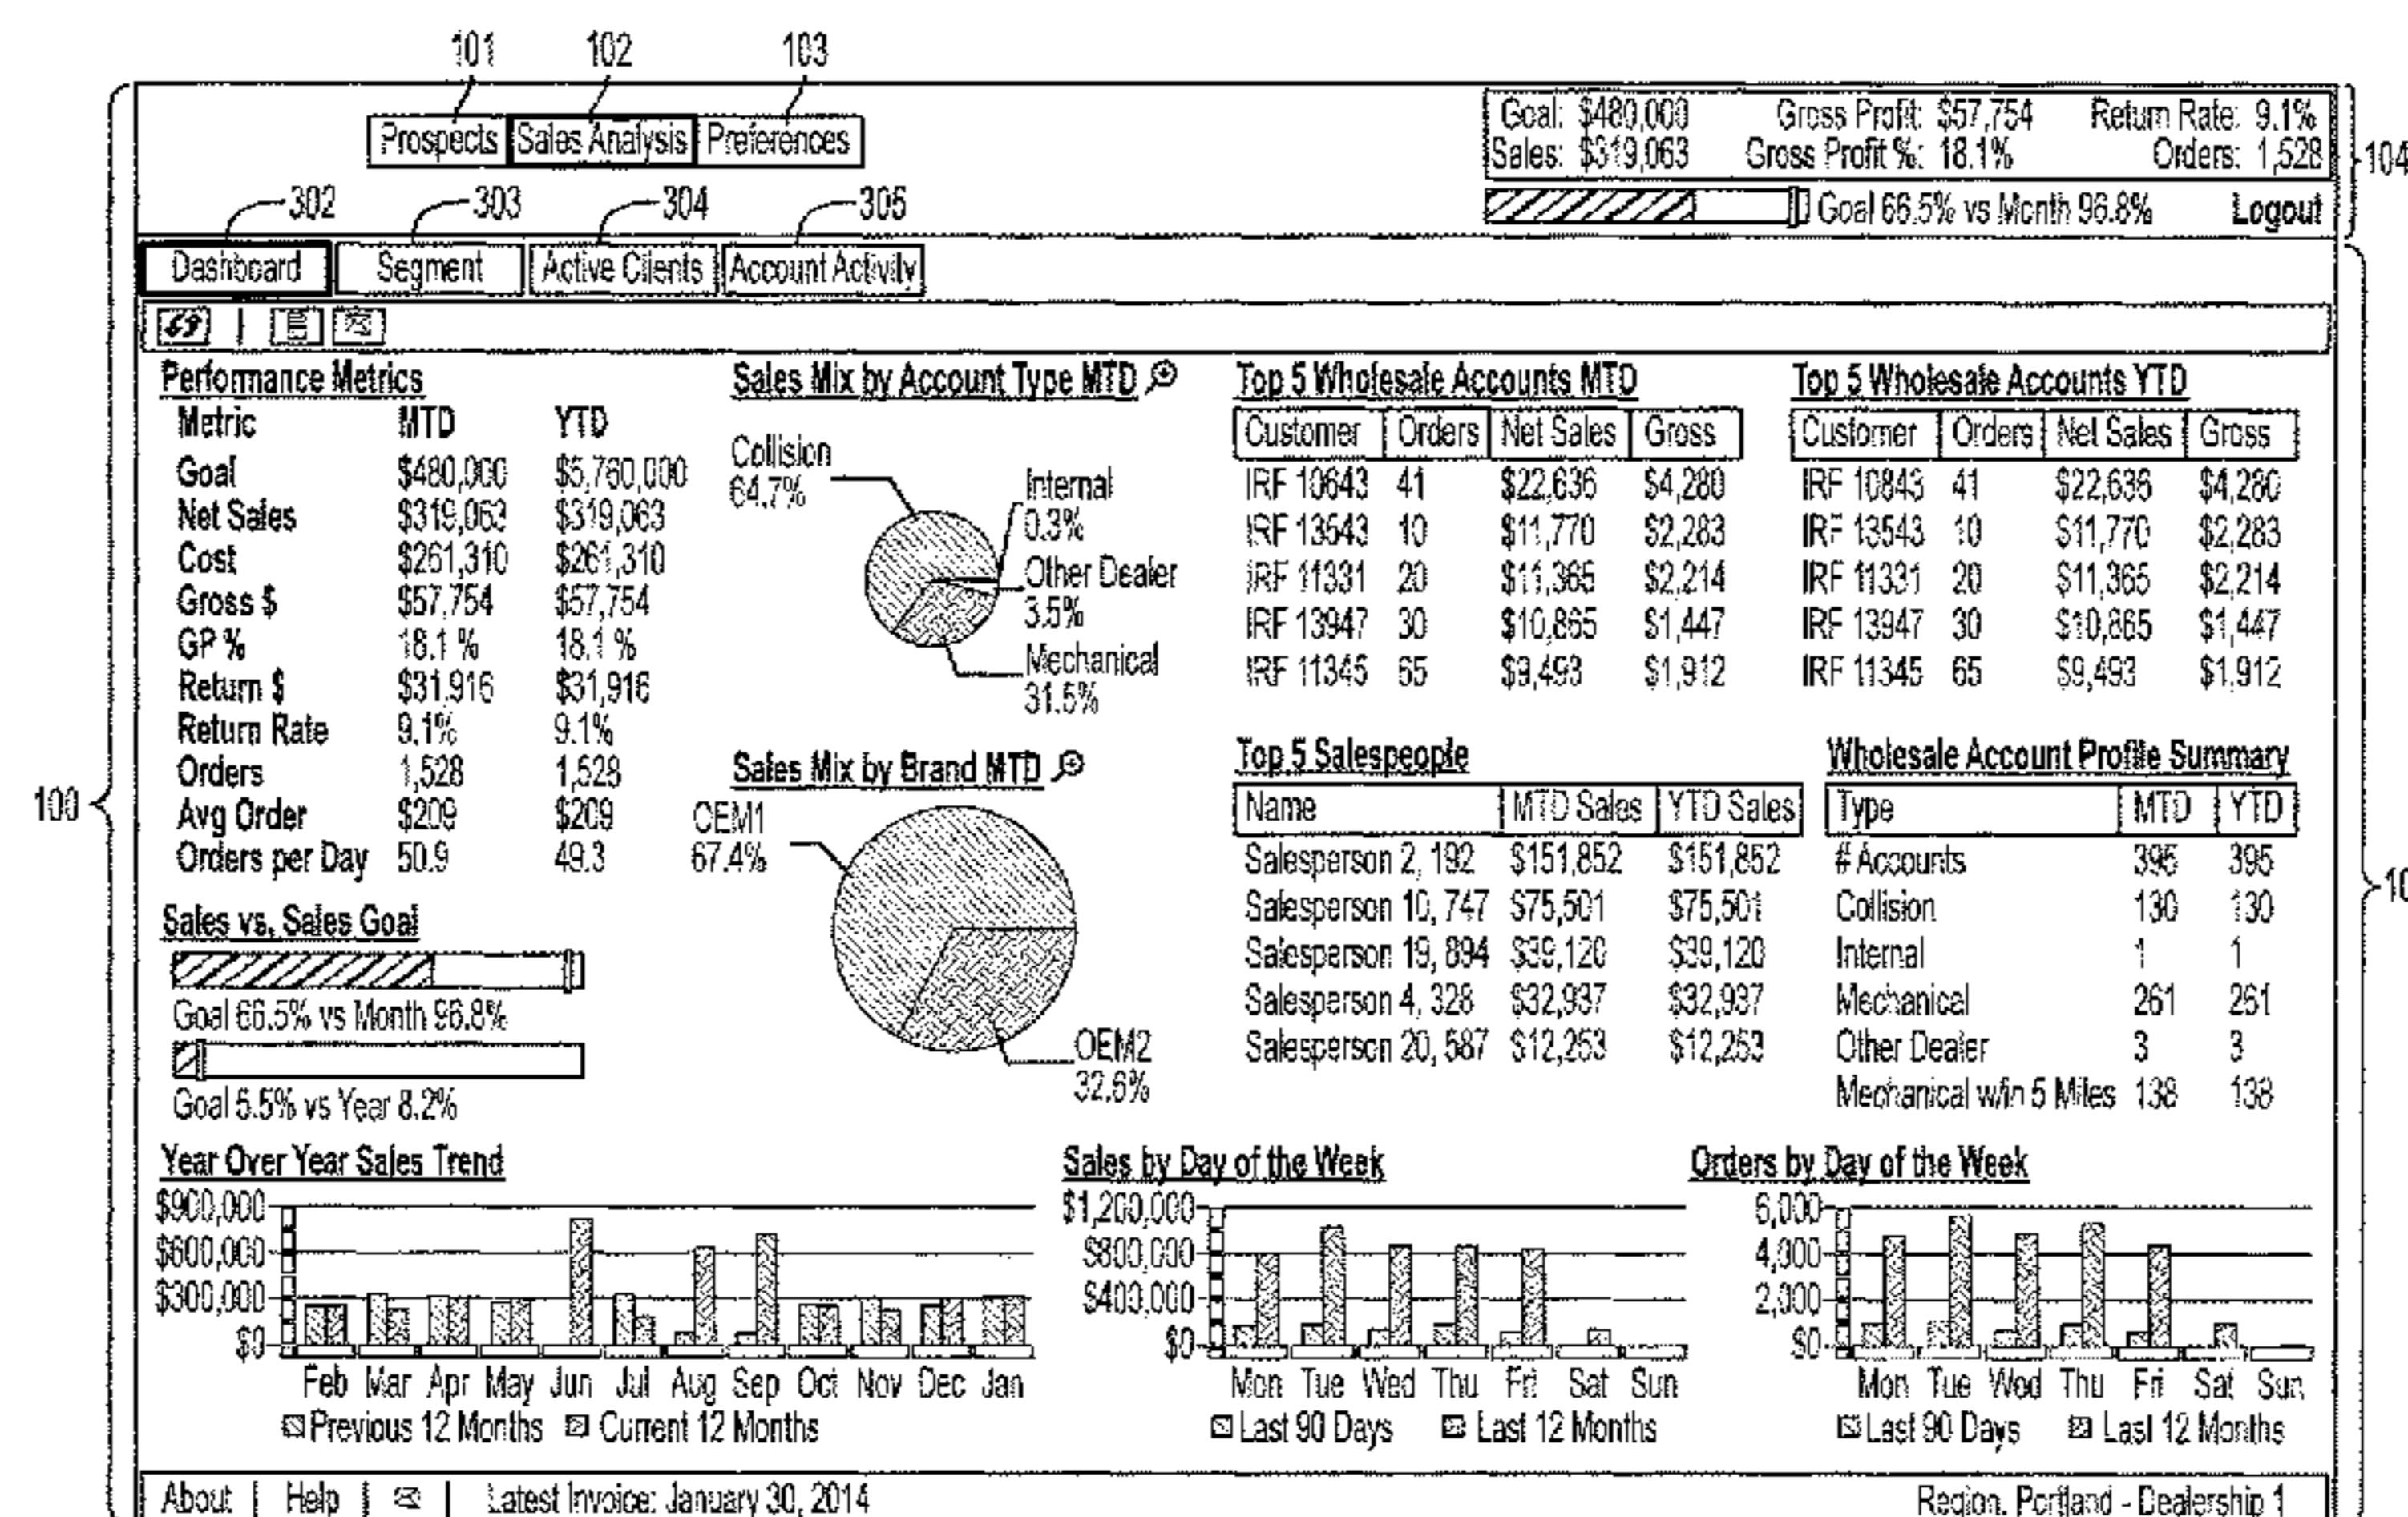 101 102 103
Prospects Sales Analysis Preferences
Goal: $480,000 Gross Profit: $57,754 Return Rate: 9.1%
Sales: $319,063 Gross Profit %: 18.1% Orders: 1,528
104
Goal 66.5% vs Month 96.8% Logout
302 303 304 305
Dashboard Segment Active Clients Account Activity
Performance Metrics
Metric MTD YTD
Goal $480,000 $5,760,000
Net Sales $319,063 $319,063
Cost $261,310 $261,310
Gross $ $57,754 $57,754
GP % 18.1 % 18.1 %
Return $ $31,916 $31,916
Return Rate 9.1% 9.1%
Orders 1,528 1,528
Avg Order $209 $209
Orders per Day 50.9 49.3
100
Sales vs. Sales Goal
Goal 66.5% vs Month 96.8%
Goal 5.5% vs Year 8.2%
Sales Mix by Account Type MTD
Collision
64.7%
Internal
0.3%
Other Dealer
3.5%
Mechanical
31.5%
Sales Mix by Brand MTD
OEM1
67.4%
OEM2
32.6%
Top 5 Wholesale Accounts MTD
Customer Orders Net Sales Gross
IRF 10643 41 $22,636 $4,280
IRF 13543 10 $11,770 $2,283
IRF 11331 20 $11,365 $2,214
IRF 13947 30 $10,865 $1,447
IRF 11345 65 $9,493 $1,912
Top 5 Wholesale Accounts YTD
Customer Orders Net Sales Gross
IRF 10843 41 $22,636 $4,280
IRF 13543 10 $11,770 $2,283
IRF 11331 20 $11,365 $2,214
IRF 13947 30 $10,865 $1,447
IRF 11345 65 $9,493 $1,912
Top 5 Salespeople
Name MTD Sales YTD Sales
Salesperson 2, 192 $151,852 $151,852
Salesperson 10, 747 $75,501 $75,501
Salesperson 19, 894 $39,120 $39,120
Salesperson 4, 328 $32,937 $32,937
Salesperson 20, 587 $12,253 $12,253
Wholesale Account Profile Summary
Type MTD YTD
# Accounts 395 395
Collision 130 130
Internal 1 1
Mechanical 261 261
Other Dealer 3 3
Mechanical w/in 5 Miles 138 138
Year Over Year Sales Trend
$900,000
$600,000
$300,000
$0
Feb Mar Apr May Jun Jul Aug Sep Oct Nov Dec Jan
Previous 12 Months Current 12 Months
Sales by Day of the Week
$1,200,000
$800,000
$400,000
$0
Mon Tue Wed Thu Fri Sat Sun
Last 90 Days Last 12 Months
Orders by Day of the Week
6,000
4,000
2,000
$0
Mon Tue Wed Thu Fri Sat Sun
Last 90 Days Last 12 Months
About Help Latest Invoice: January 30, 2014
Region. Portland - Dealership 1